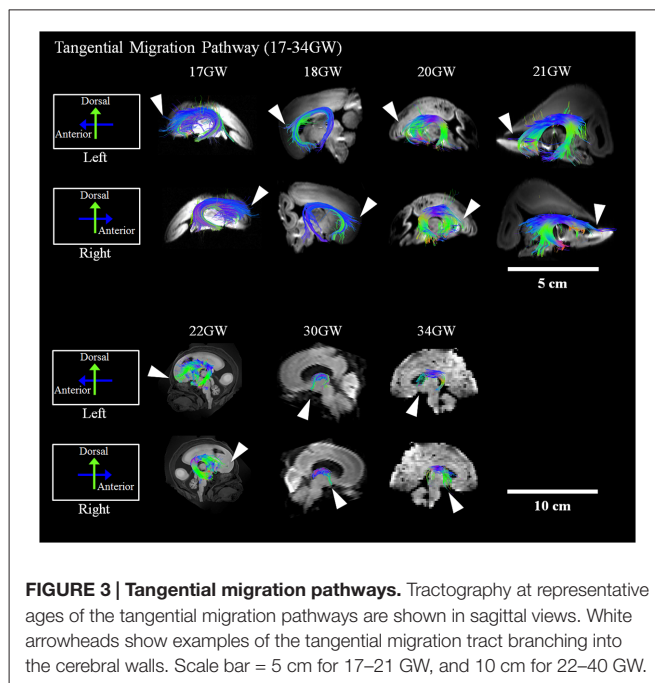 Tangential Migration Pathway (17-34GW)
17GW 18GW 20GW 21GW
Dorsal
Anterior
Left
Dorsal
Anterior
Right
5 cm
22GW 30GW 34GW
Dorsal
Anterior
Left
Dorsal
Anterior
Right
10 cm
FIGURE 3 | Tangential migration pathways. Tractography at representative
ages of the tangential migration pathways are shown in sagittal views. White
arrowheads show examples of the tangential migration tract branching into
the cerebral walls. Scale bar = 5 cm for 17–21 GW, and 10 cm for 22–40 GW.